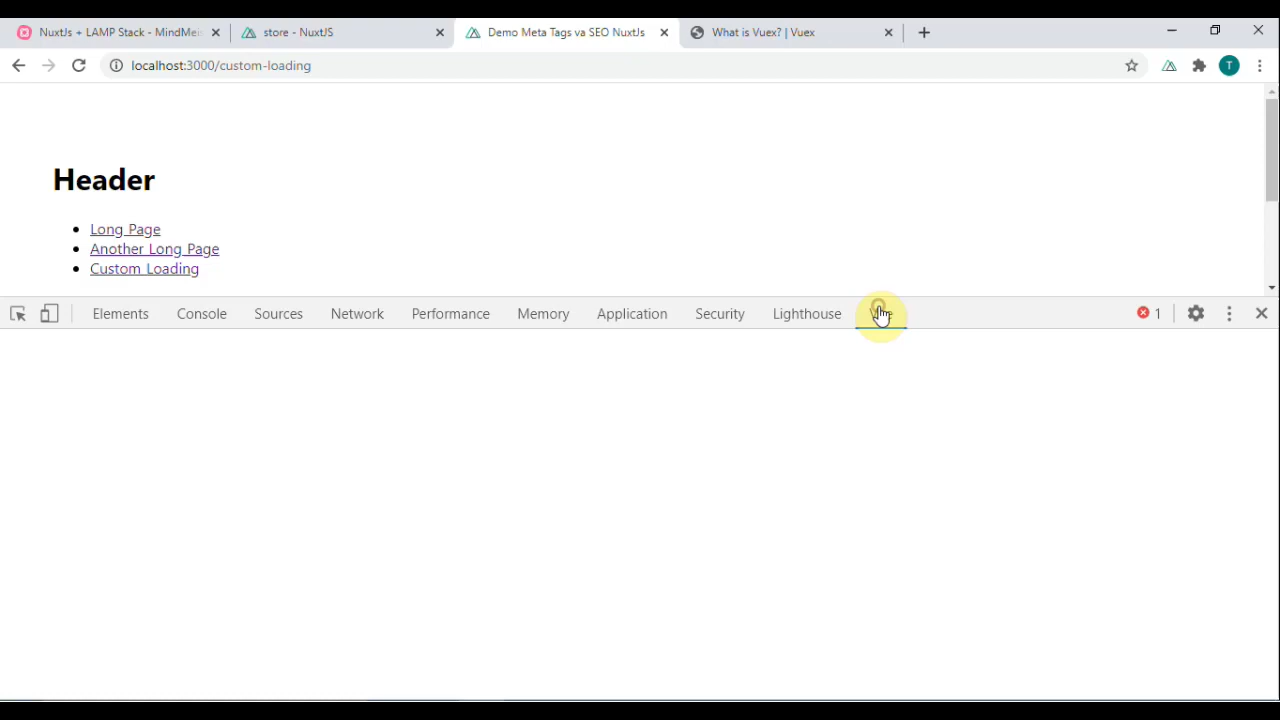 NuxtJs + LAMP Stack - MindMeis
store - NuxtJS
Demo Meta Tags va SEO NuxtJs
What is Vuex? | Vuex
localhost:3000/custom-loading
T
Header
Long Page
Another Long Page
Custom Loading
Elements Console Sources Network Performance Memory Application Security Lighthouse
1